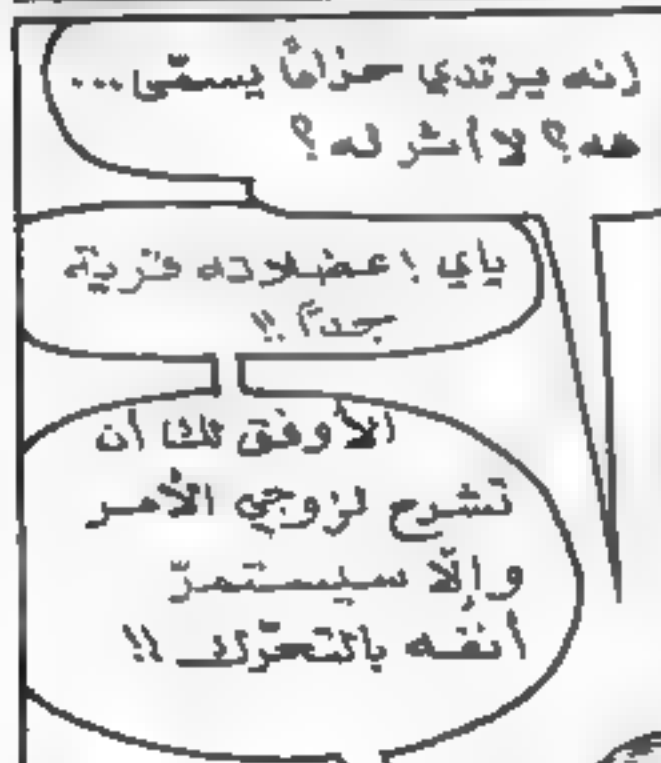 إنه يرتدي حزاماً يسمّى...
هه؟ لا أثر له؟
ياي! عضلاته قويّة
جداً!!
الأوفق لك أن
تشرح لزوجي الأمر
وإلّا سيستمرّ
أنفه بالتحرّك!!